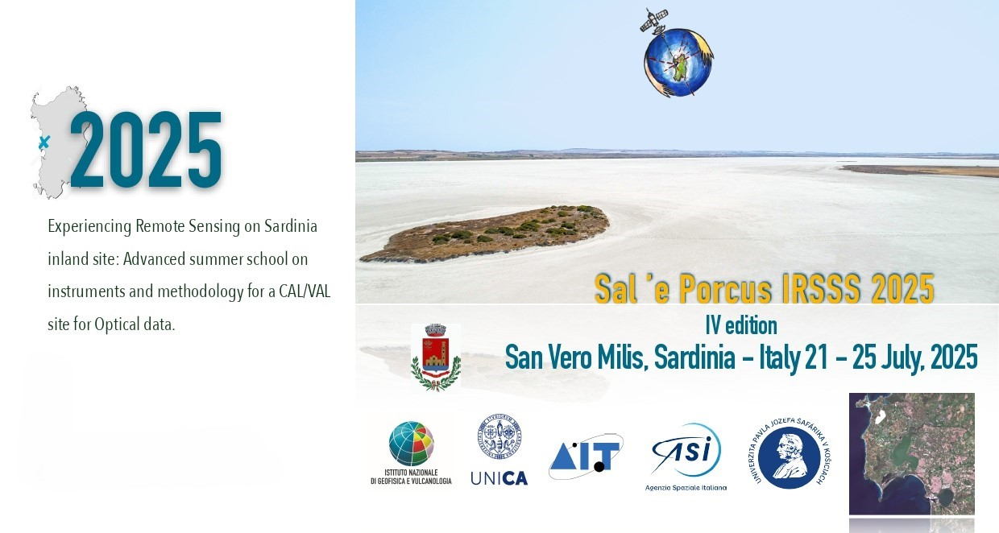 2025
Experiencing Remote Sensing on Sardinia
inland site: Advanced summer school on
instruments and methodology for a CAL/VAL
site for Optical data.
Sal 'e Porcus IRSSS 2025
IV edition
San Vero Milis, Sardinia – Italy 21 – 25 July, 2025
ISTITUTO NAZIONALE
DI GEOFISICA E VULCANOLOGIA
UNICA
AIT
ASI
Agenzia Spaziale Italiana
UNIVERZITA PAVLA JOZEFA ŠAFÁRIKA V KOŠICIACH